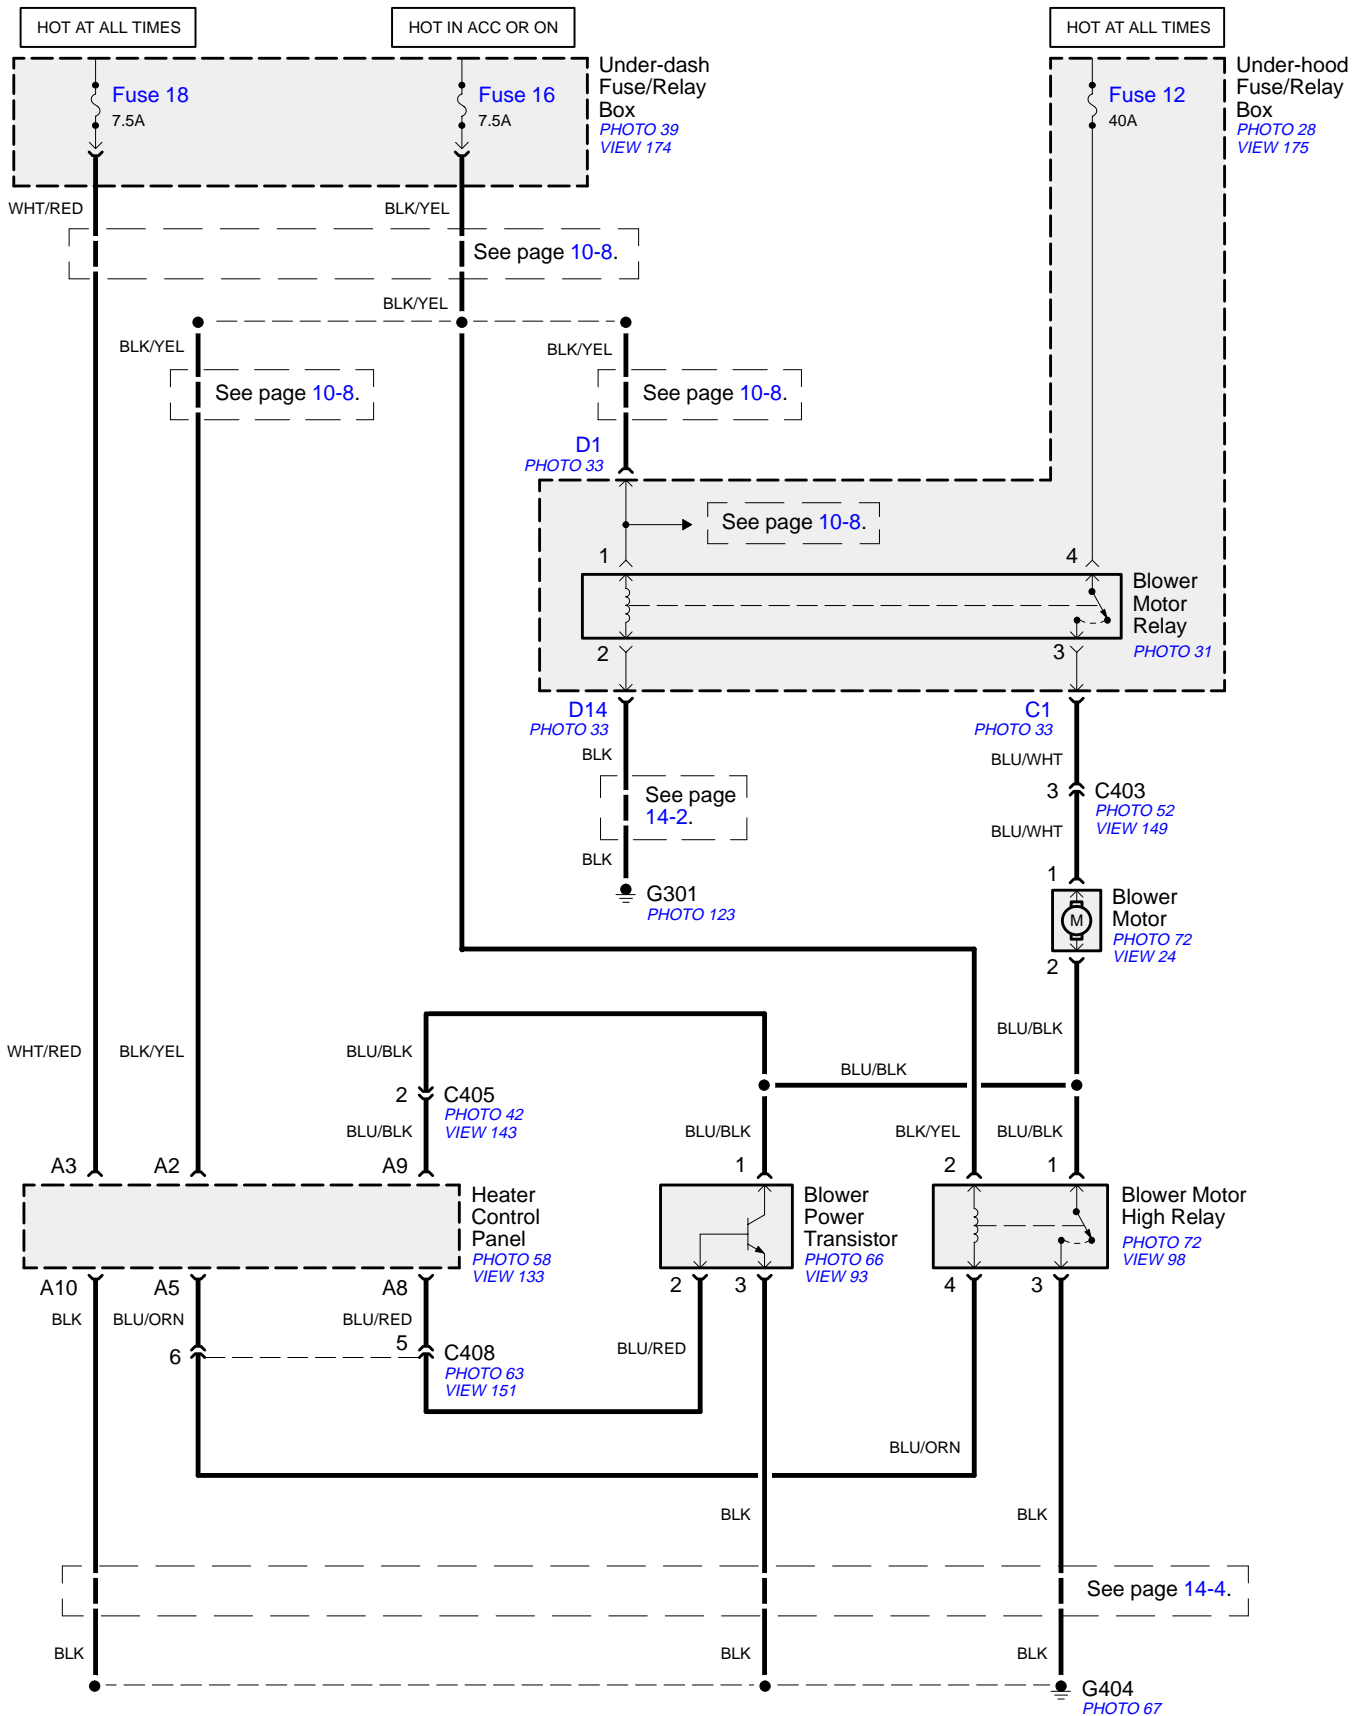 HOT AT ALL TIMES
HOT IN ACC OR ON
HOT AT ALL TIMES
Fuse 18
7.5A
Fuse 16
7.5A
Under-dash
Fuse/Relay
Box
PHOTO 39
VIEW 174
Fuse 12
40A
Under-hood
Fuse/Relay
Box
PHOTO 28
VIEW 175
WHT/RED
BLK/YEL
See page 10-8.
BLK/YEL
BLK/YEL
BLK/YEL
See page 10-8.
See page 10-8.
D1
PHOTO 33
See page 10-8.
1
4
Blower
Motor
Relay
PHOTO 31
2
3
D14
PHOTO 33
C1
PHOTO 33
BLK
BLU/WHT
See page
14-2.
3
C403
PHOTO 52
VIEW 149
BLU/WHT
BLK
G301
PHOTO 123
1
M
Blower
Motor
PHOTO 72
VIEW 24
2
BLU/BLK
WHT/RED
BLK/YEL
BLU/BLK
BLU/BLK
2
C405
PHOTO 42
VIEW 143
BLU/BLK
BLU/BLK
BLK/YEL
BLU/BLK
A3
A2
A9
1
2
1
Heater
Control
Panel
PHOTO 58
VIEW 133
Blower
Power
Transistor
PHOTO 66
VIEW 93
Blower Motor
High Relay
PHOTO 72
VIEW 98
A10
A5
A8
2
3
4
3
BLK
BLU/ORN
BLU/RED
BLU/RED
6
5
C408
PHOTO 63
VIEW 151
BLU/ORN
BLK
BLK
See page 14-4.
BLK
BLK
BLK
G404
PHOTO 67